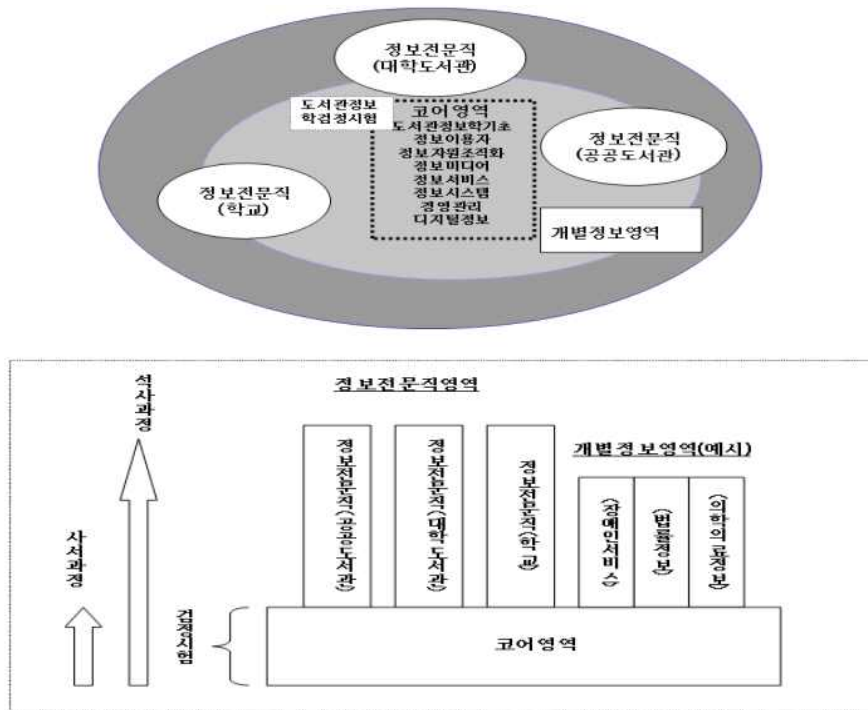 정보전문직
(대학도서관)
도서관정보
학검정시험
코어영역
도서관정보학기초
정보이용자
정보자원조직화
정보미디어
정보서비스
정보시스템
경영관리
디지털정보
정보전문직
(공공도서관)
정보전문직
(학교)
개별정보영역
정보전문직영역
개별정보영역(예시)
석사과정
사서과정
검정시험
정보전문직(공공도서관)
정보전문직(대학도서관)
정보전문직(학교)
(장애인서비스)
(법률정보)
(의학의료정보)
코어영역